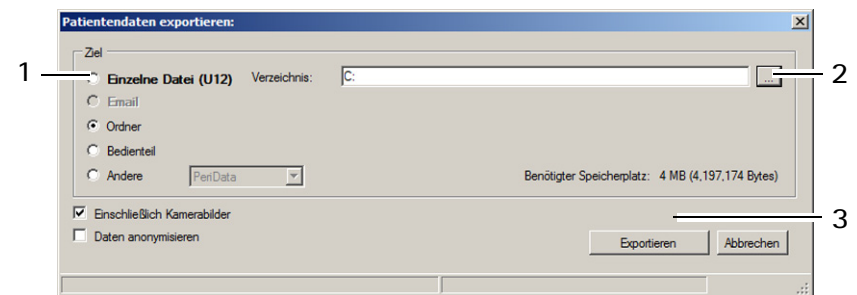 Patientendaten exportieren:
Ziel
1
Einzelne Datei (U12) Verzeichnis: C: ...
2
Email
Ordner
Bedienteil
Andere PeriData Benötigter Speicherplatz: 4 MB (4,197,174 Bytes)
Einschließlich Kamerabilder
3
Daten anonymisieren Exportieren Abbrechen